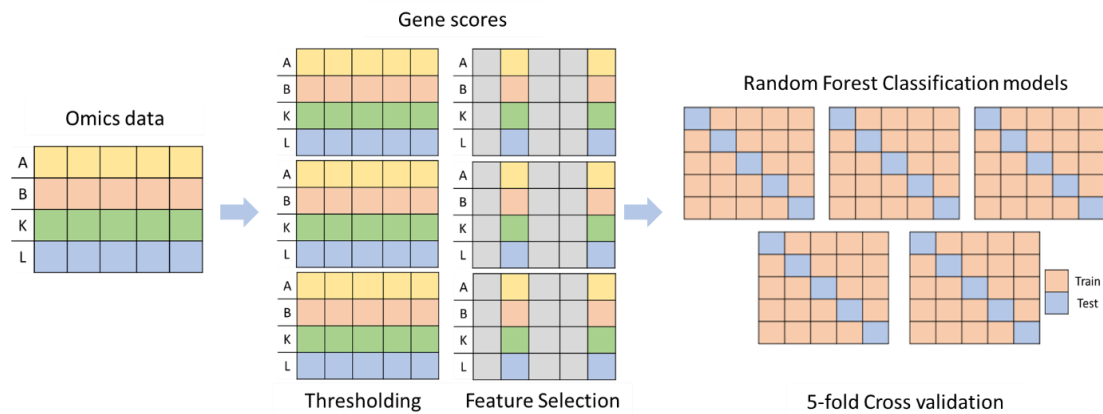 Gene scores
Omics data
A
B
K
L
A
B
K
L
A
B
K
L
A
B
K
L
Thresholding
A
B
K
L
A
B
K
L
A
B
K
L
Feature Selection
Random Forest Classification models
Train
Test
5-fold Cross validation